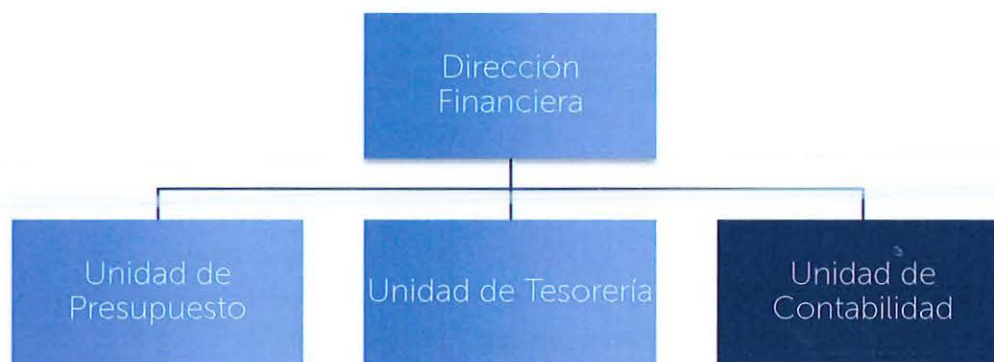 Dirección
Financiera
Unidad de
Presupuesto
Unidad de Tesorería
Unidad de
Contabilidad